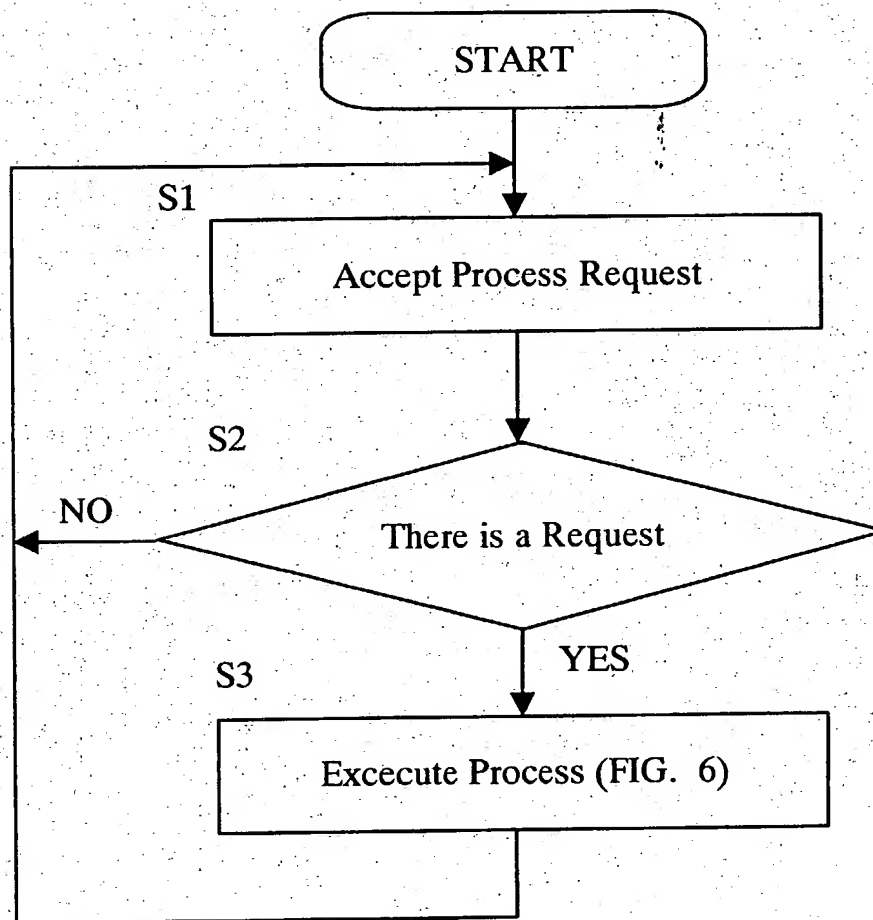 START
S1
Accept Process Request
S2
NO
There is a Request
YES
S3
Excecute Process (FIG. 6)